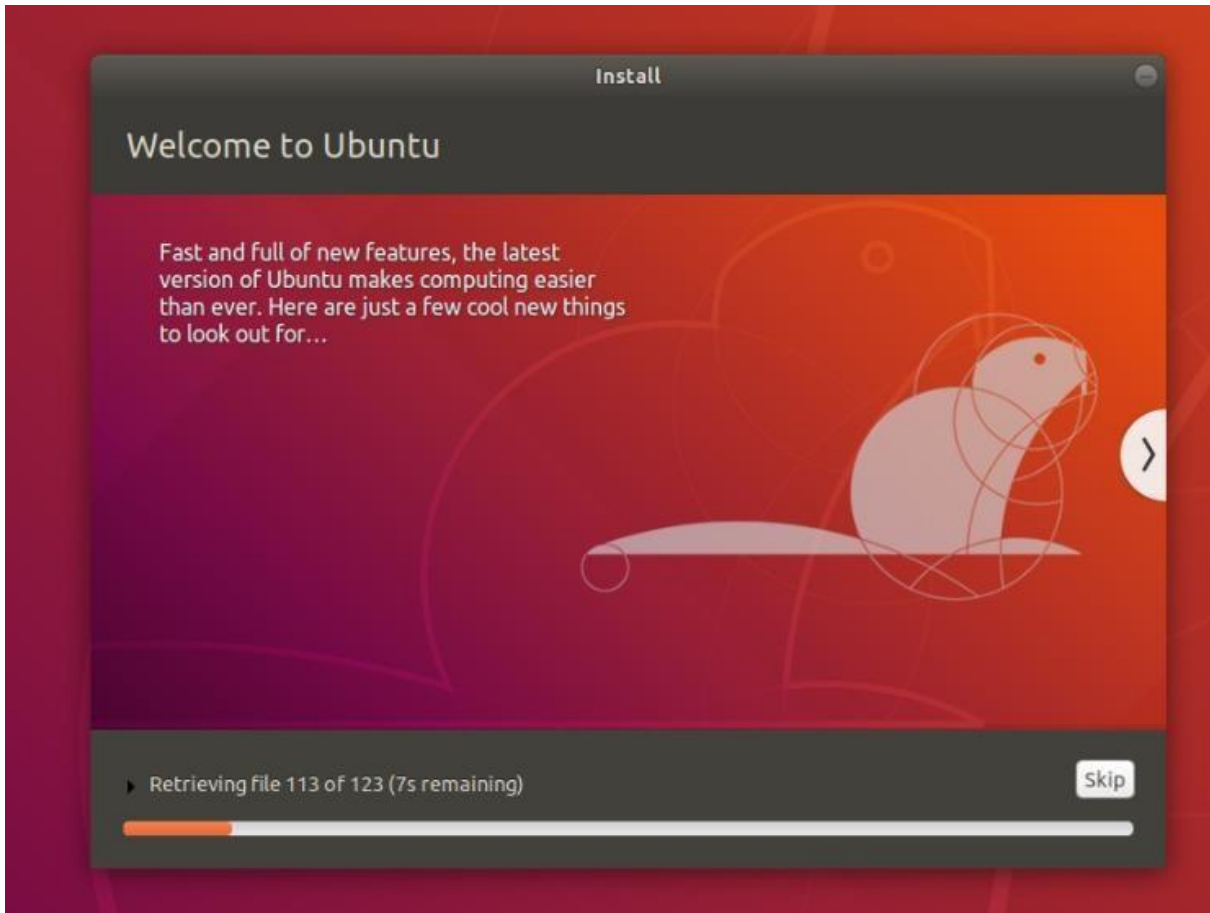 Install
Welcome to Ubuntu
Fast and full of new features, the latest
version of Ubuntu makes computing easier
than ever. Here are just a few cool new things
to look out for…
Retrieving file 113 of 123 (7s remaining)
Skip